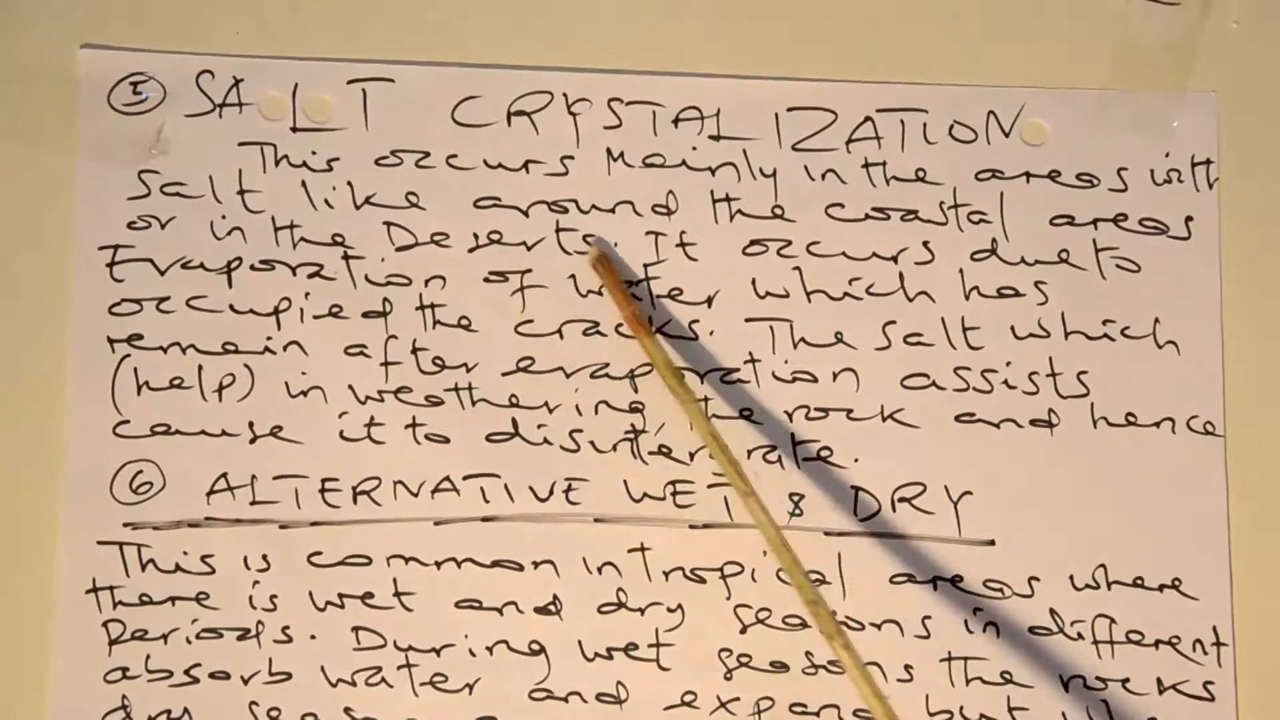 ⑤ SALT CRYSTALIZATION
This occurs Mainly in the areas with
Salt like around the coastal areas
or in the Deserts. It occurs due to
Evaporation of water which has
occupied the cracks. The salt which
remain after evaporation assists
(help) in weathering the rock and hence
cause it to disinterrate.
⑥ ALTERNATIVE WET & DRY
This is common in Tropical areas where
there is wet and dry seasons in different
Periods. During wet seasons the rocks
absorb water and expand but
dry